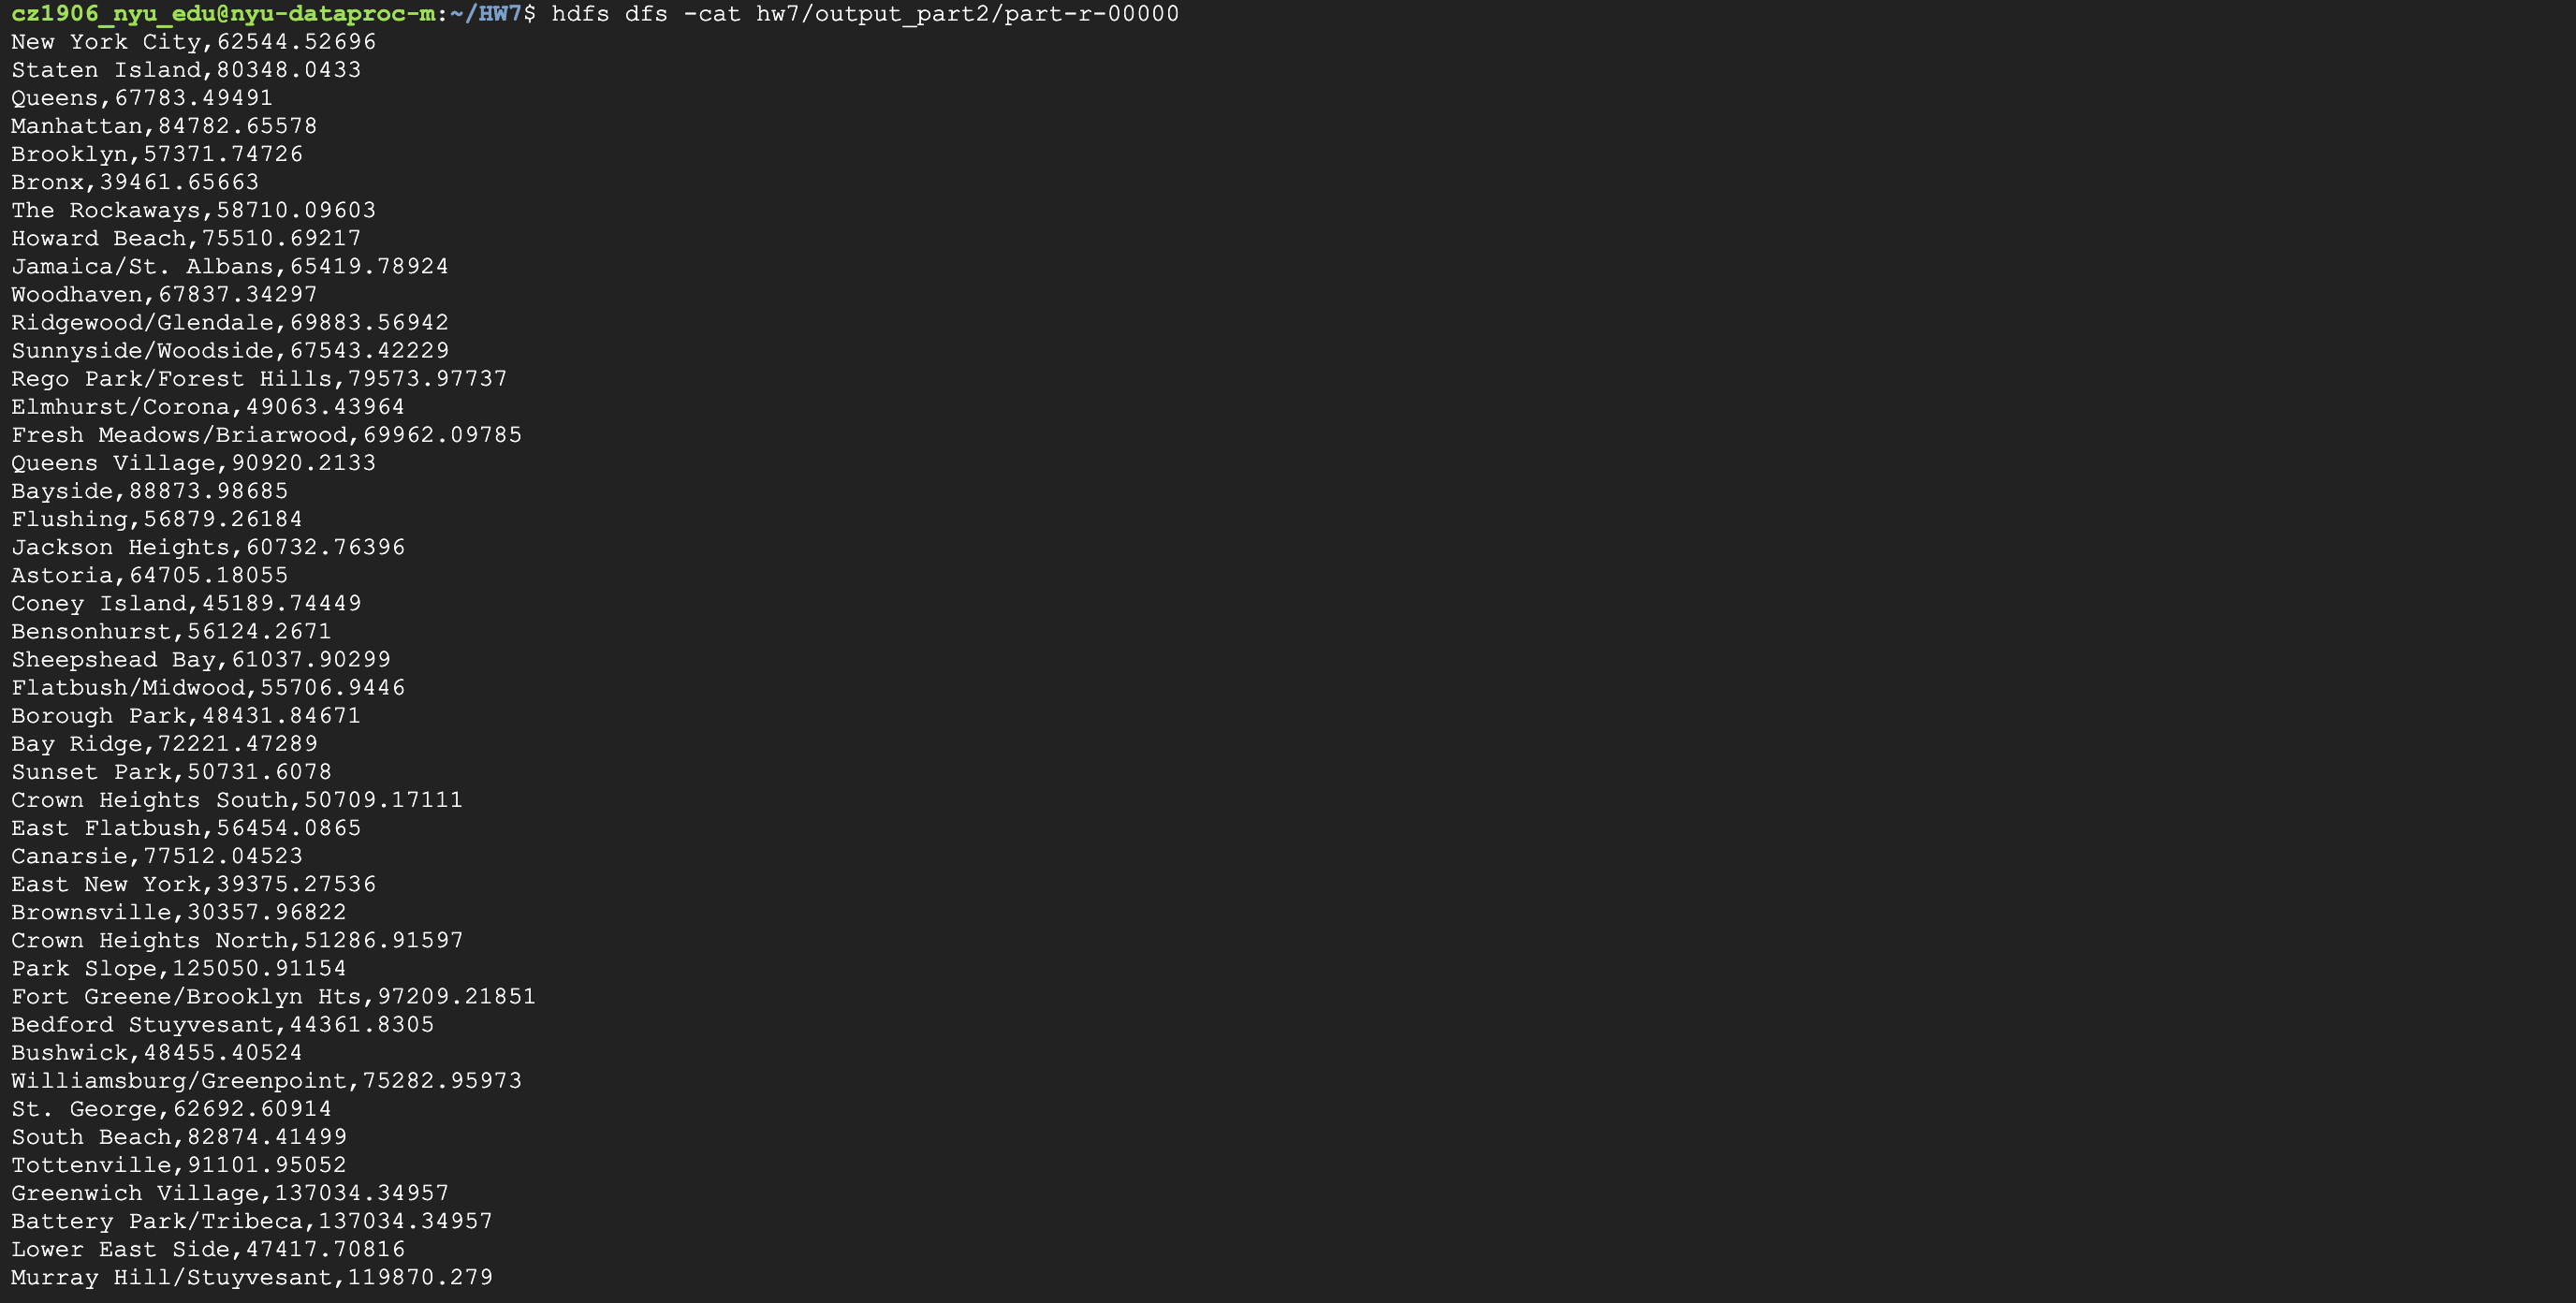 cz1906_nyu_edu@nyu-dataproc-m:~/HW7$ hdfs dfs -cat hw7/output_part2/part-r-00000
New York City,62544.52696
Staten Island,80348.0433
Queens,67783.49491
Manhattan,84782.65578
Brooklyn,57371.74726
Bronx,39461.65663
The Rockaways,58710.09603
Howard Beach,75510.69217
Jamaica/St. Albans,65419.78924
Woodhaven,67837.34297
Ridgewood/Glendale,69883.56942
Sunnyside/Woodside,67543.42229
Rego Park/Forest Hills,79573.97737
Elmhurst/Corona,49063.43964
Fresh Meadows/Briarwood,69962.09785
Queens Village,90920.2133
Bayside,88873.98685
Flushing,56879.26184
Jackson Heights,60732.76396
Astoria,64705.18055
Coney Island,45189.74449
Bensonhurst,56124.2671
Sheepshead Bay,61037.90299
Flatbush/Midwood,55706.9446
Borough Park,48431.84671
Bay Ridge,72221.47289
Sunset Park,50731.6078
Crown Heights South,50709.17111
East Flatbush,56454.0865
Canarsie,77512.04523
East New York,39375.27536
Brownsville,30357.96822
Crown Heights North,51286.91597
Park Slope,125050.91154
Fort Greene/Brooklyn Hts,97209.21851
Bedford Stuyvesant,44361.8305
Bushwick,48455.40524
Williamsburg/Greenpoint,75282.95973
St. George,62692.60914
South Beach,82874.41499
Tottenville,91101.95052
Greenwich Village,137034.34957
Battery Park/Tribeca,137034.34957
Lower East Side,47417.70816
Murray Hill/Stuyvesant,119870.279